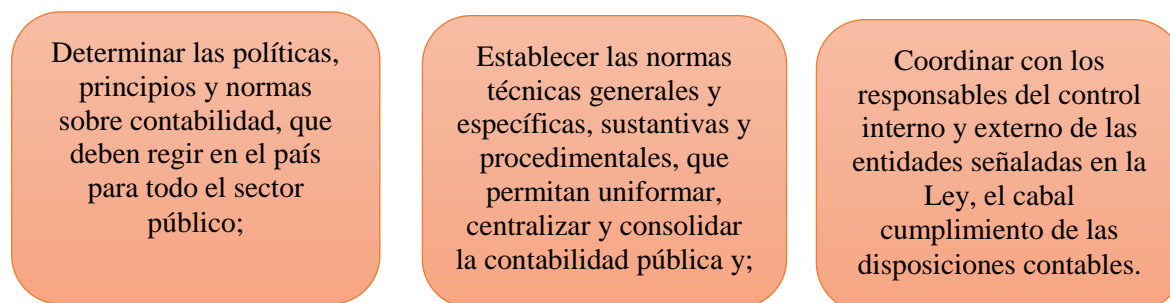 Determinar las políticas,
principios y normas
sobre contabilidad, que
deben regir en el país
para todo el sector
público;
Establecer las normas
técnicas generales y
específicas, sustantivas y
procedimentales, que
permitan uniformar,
centralizar y consolidar
la contabilidad pública y;
Coordinar con los
responsables del control
interno y externo de las
entidades señaladas en la
Ley, el cabal
cumplimiento de las
disposiciones contables.